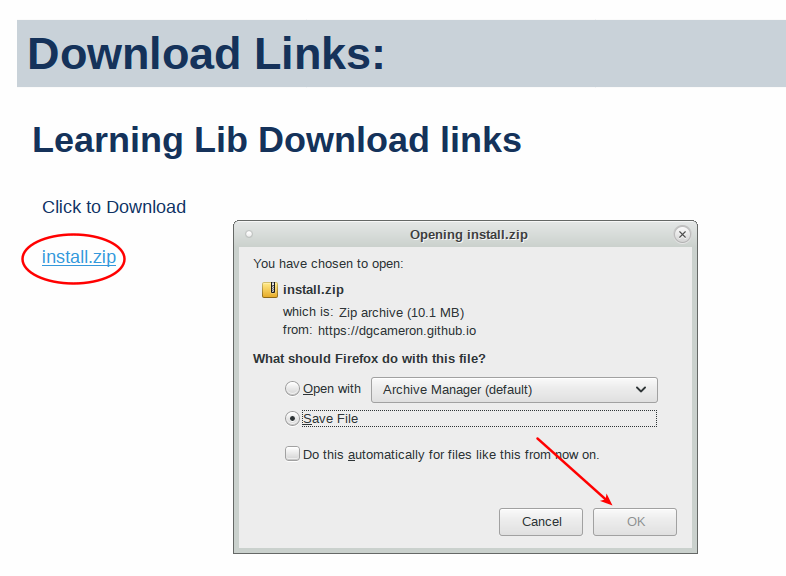 Download Links:
Learning Lib Download links
Click to Download
install.zip
Opening install.zip
You have chosen to open:
install.zip
which is: Zip archive (10.1 MB)
from: https://dgcameron.github.io
What should Firefox do with this file?
Open with Archive Manager (default)
Save File
Do this automatically for files like this from now on.
Cancel OK